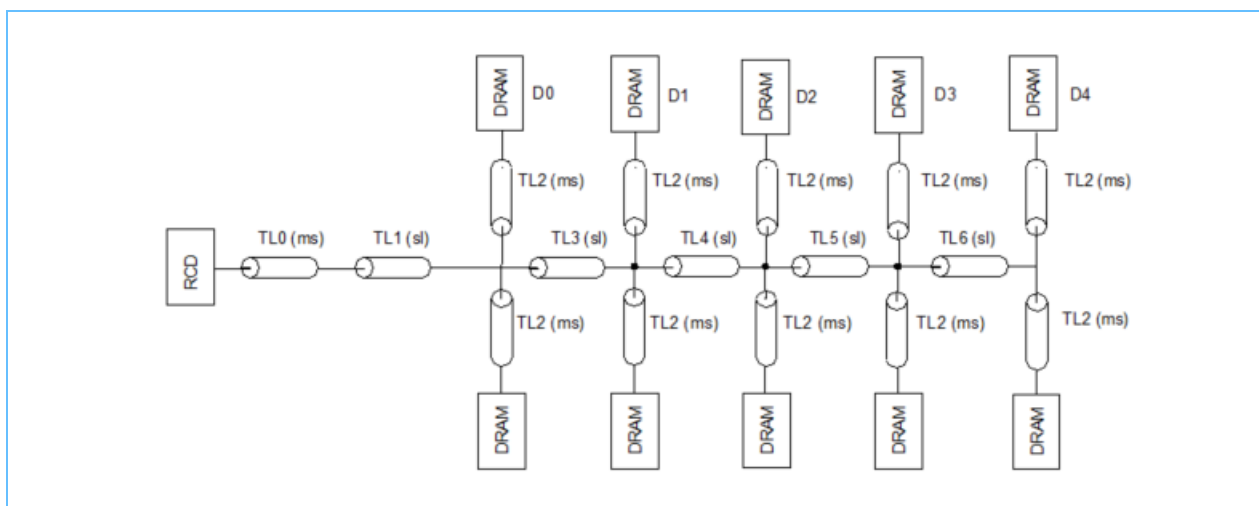 DRAM D0 DRAM D1 DRAM D2 DRAM D3 DRAM D4
TL2 (ms) TL2 (ms) TL2 (ms) TL2 (ms) TL2 (ms)
RCD TL0 (ms) TL1 (sl) TL3 (sl) TL4 (sl) TL5 (sl) TL6 (sl)
TL2 (ms) TL2 (ms) TL2 (ms) TL2 (ms) TL2 (ms)
DRAM DRAM DRAM DRAM DRAM